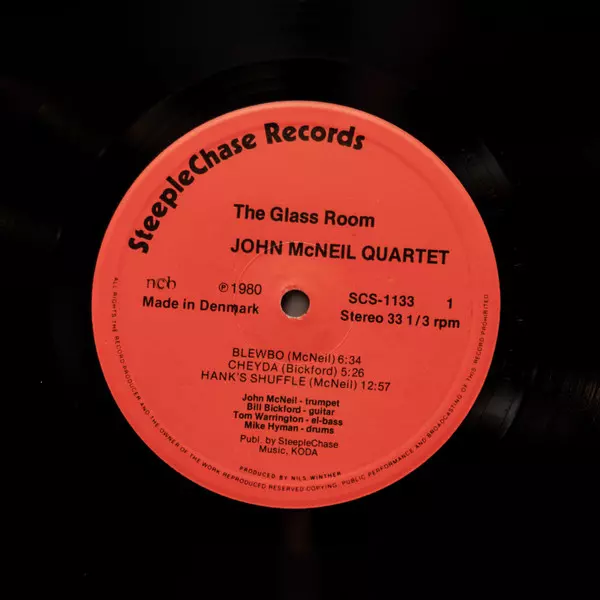 SteepleChase Records
The Glass Room
JOHN McNEIL QUARTET
ncb
℗ 1980
SCS-1133 1
Made in Denmark
Stereo 33 1/3 rpm
BLEWBO (McNeil) 6:34
CHEYDA (Bickford) 5:26
HANK'S SHUFFLE (McNeil) 12:57
John McNeil - trumpet
Bill Bickford - guitar
Tom Warrington - el-bass
Mike Hyman - drums
Publ. by SteepleChase
Music, KODA
PRODUCED BY NILS WINTHER
ALL RIGHTS THE RECORD PRODUCER AND THE OWNER OF THE WORK REPRODUCED RESERVED COPYING, PUBLIC PERFORMANCE AND BROADCASTING OF THIS RECORD PROHIBITED